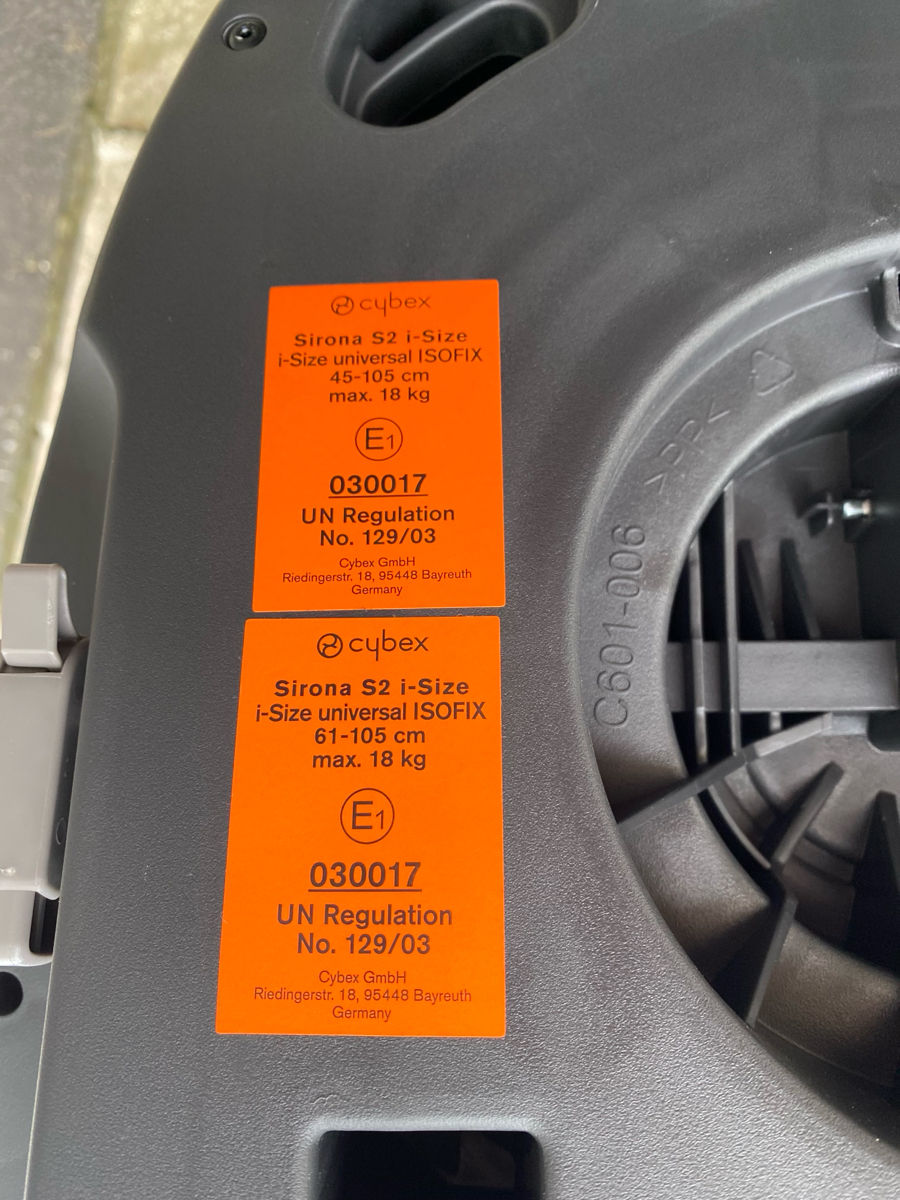 cybex
Sirona S2 i-Size
i-Size universal ISOFIX
45-105 cm
max. 18 kg
E1
030017
UN Regulation
No. 129/03
Cybex GmbH
Riedingerstr. 18, 95448 Bayreuth
Germany
cybex
Sirona S2 i-Size
i-Size universal ISOFIX
61-105 cm
max. 18 kg
E1
030017
UN Regulation
No. 129/03
Cybex GmbH
Riedingerstr. 18, 95448 Bayreuth
Germany
C601-006 >PP<